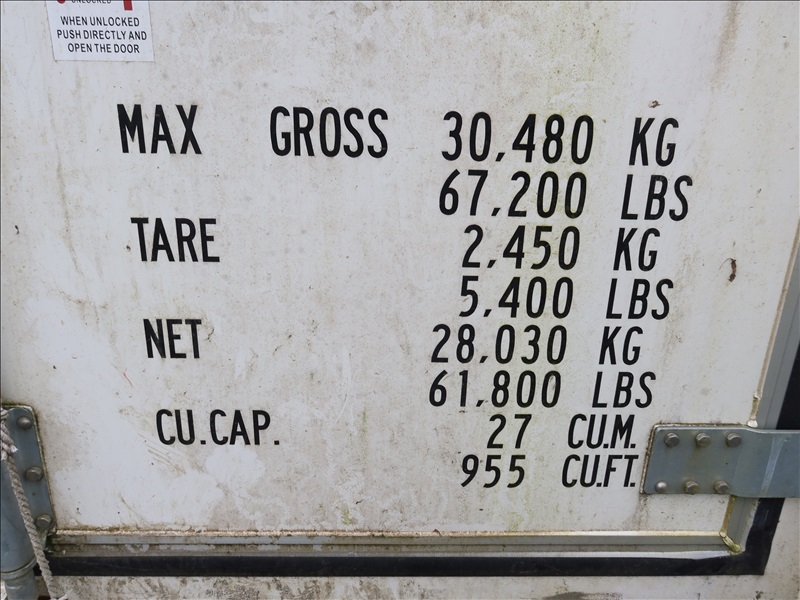 UNLOCKED
WHEN UNLOCKED
PUSH DIRECTLY AND
OPEN THE DOOR
MAX GROSS 30,480 KG
67,200 LBS
TARE 2,450 KG
5,400 LBS
NET 28,030 KG
61,800 LBS
CU.CAP. 27 CU.M.
955 CU.FT.